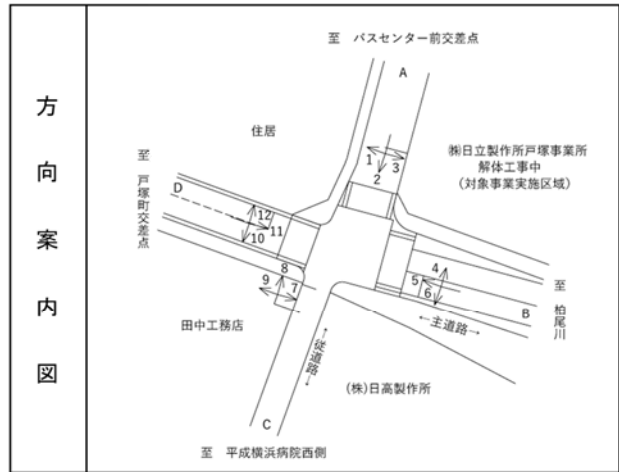 方向案内図
至 バスセンター前交差点
A
住居
㈱日立製作所戸塚事業所
解体工事中
(対象事業実施区域)
至 戸塚町交差点
D
1
2
3
12
11
10
4
5
6
B
至 柏尾川
8
9
7
←主道路→
田中工務店
←従道路→
(株)日高製作所
C
至 平成横浜病院西側